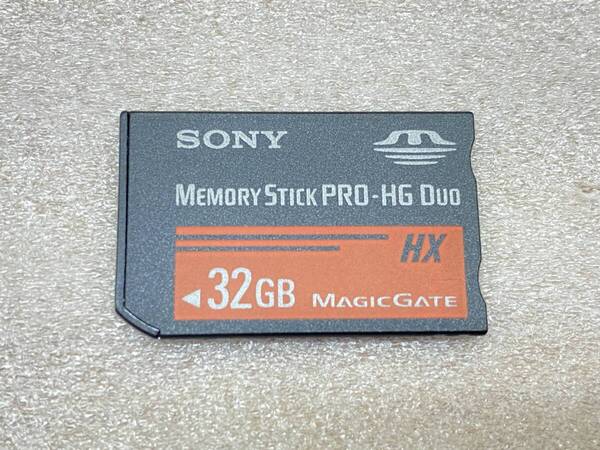 SONY
MEMORY STICK PRO-HG DUO
HX
32GB MAGICGATE